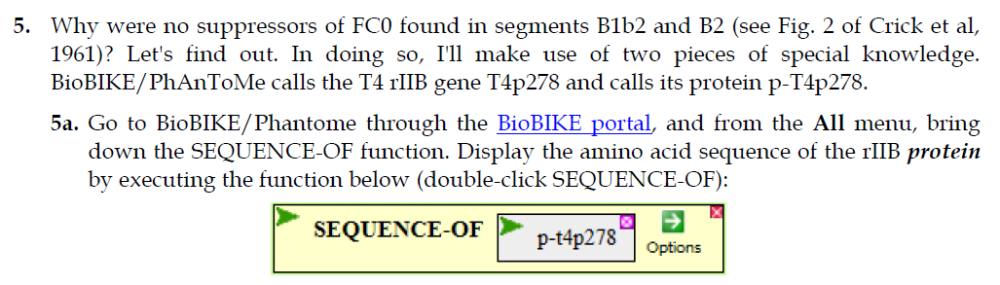 5. Why were no suppressors of FC0 found in segments B1b2 and B2 (see Fig. 2 of Crick et al,
1961)? Let's find out. In doing so, I'll make use of two pieces of special knowledge.
BioBIKE/PhAnToMe calls the T4 rIIB gene T4p278 and calls its protein p-T4p278.
5a. Go to BioBIKE/Phantome through the BioBIKE portal, and from the All menu, bring
down the SEQUENCE-OF function. Display the amino acid sequence of the rIIB protein
by executing the function below (double-click SEQUENCE-OF):
SEQUENCE-OF p-t4p278 Options